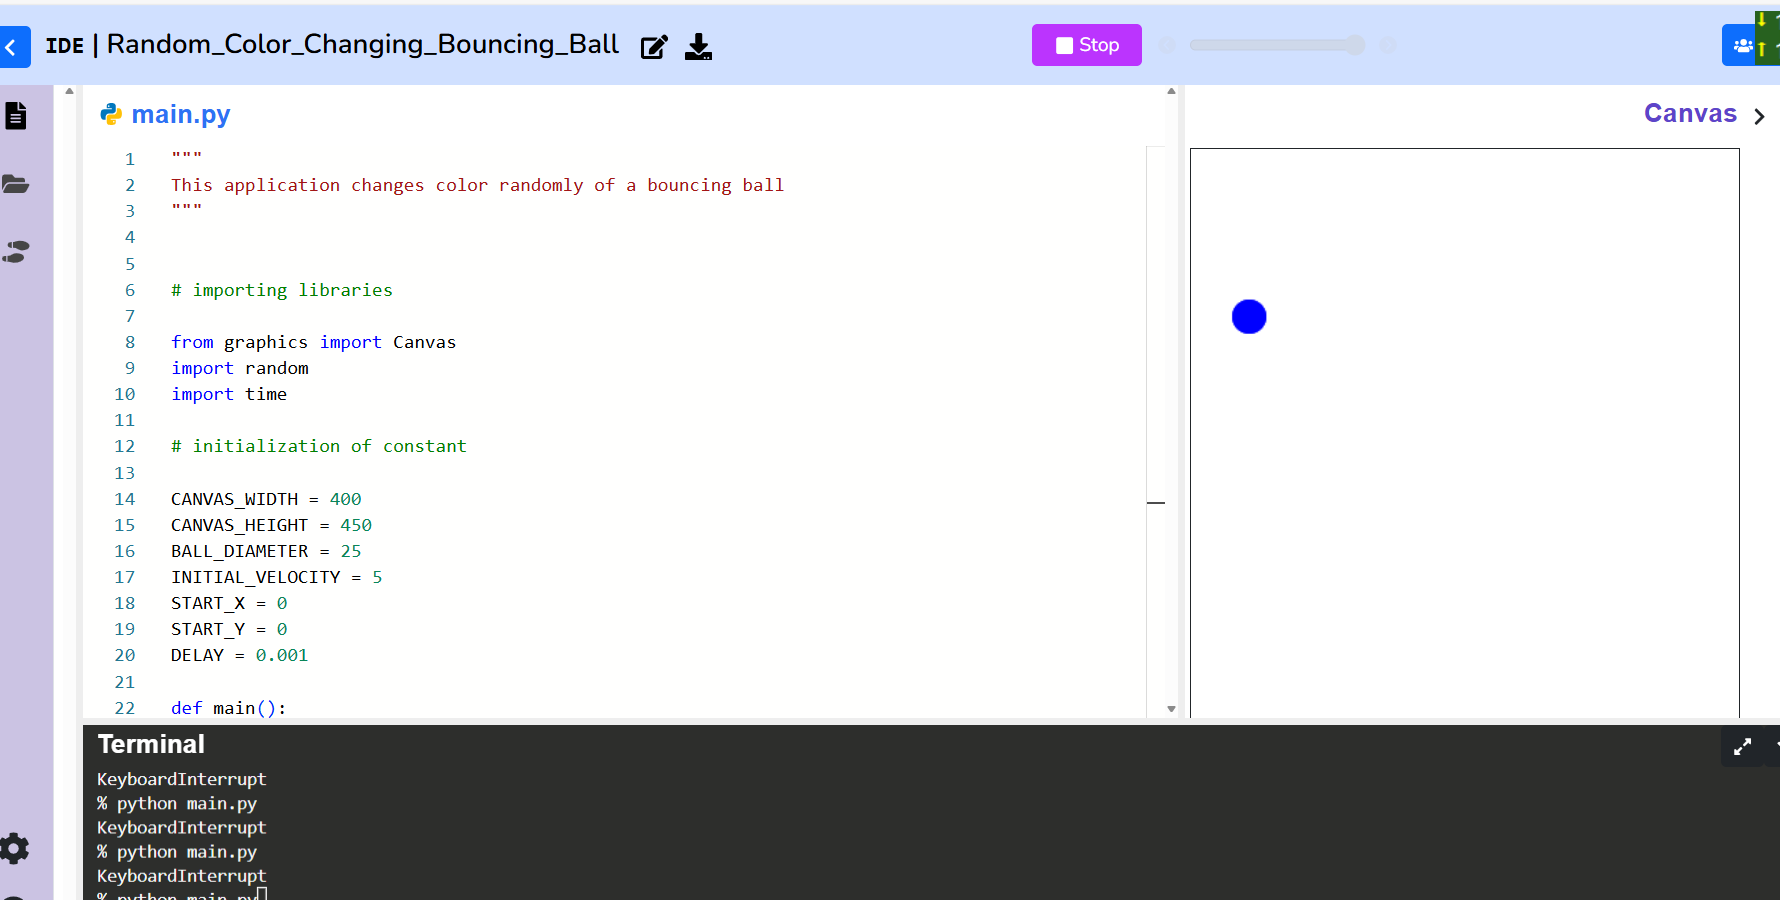 IDE | Random_Color_Changing_Bouncing_Ball
Stop
main.py
Canvas
1 """
2 This application changes color randomly of a bouncing ball
3 """
4
5
6 # importing libraries
7
8 from graphics import Canvas
9 import random
10 import time
11
12 # initialization of constant
13
14 CANVAS_WIDTH = 400
15 CANVAS_HEIGHT = 450
16 BALL_DIAMETER = 25
17 INITIAL_VELOCITY = 5
18 START_X = 0
19 START_Y = 0
20 DELAY = 0.001
21
22 def main():
Terminal
KeyboardInterrupt
% python main.py
KeyboardInterrupt
% python main.py
KeyboardInterrupt
% python main.py